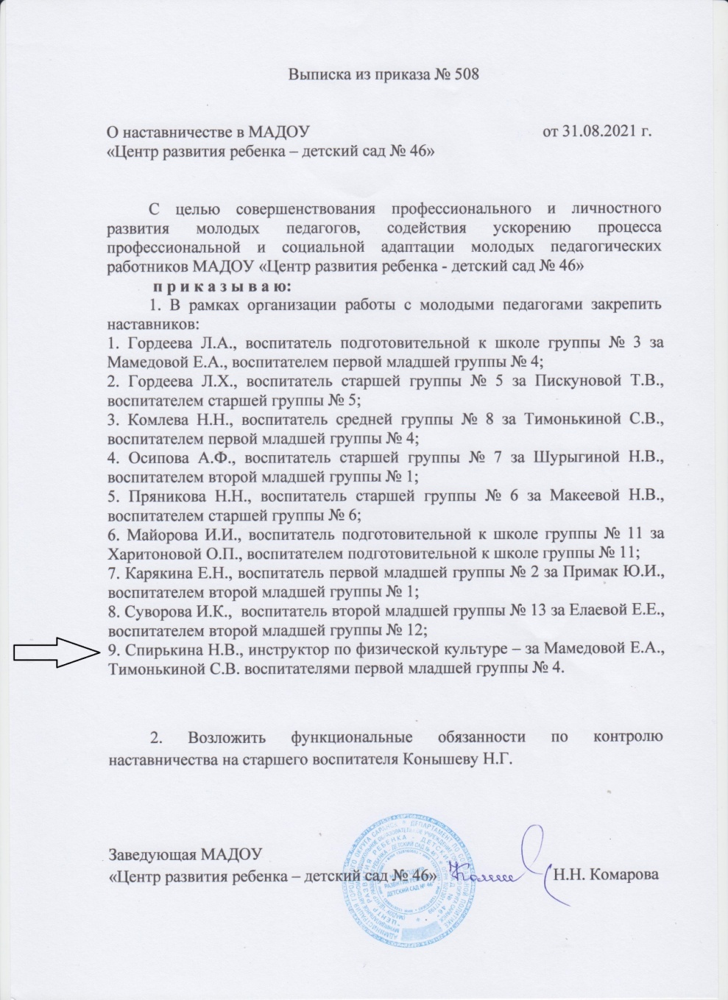 Выписка из приказа № 508
О наставничестве в МАДОУ от 31.08.2021 г.
«Центр развития ребенка – детский сад № 46»
С целью совершенствования профессионального и личностного
развития молодых педагогов, содействия ускорению процесса
профессиональной и социальной адаптации молодых педагогических
работников МАДОУ «Центр развития ребенка - детский сад № 46»
п р и к а з ы в а ю:
1. В рамках организации работы с молодыми педагогами закрепить
наставников:
1. Гордеева Л.А., воспитатель подготовительной к школе группы № 3 за
Мамедовой Е.А., воспитателем первой младшей группы № 4;
2. Гордеева Л.Х., воспитатель старшей группы № 5 за Пискуновой Т.В.,
воспитателем старшей группы № 5;
3. Комлева Н.Н., воспитатель средней группы № 8 за Тимонькиной С.В.,
воспитателем первой младшей группы № 4;
4. Осипова А.Ф., воспитатель старшей группы № 7 за Шурыгиной Н.В.,
воспитателем второй младшей группы № 1;
5. Пряникова Н.Н., воспитатель старшей группы № 6 за Макеевой Н.В.,
воспитателем старшей группы № 6;
6. Майорова И.И., воспитатель подготовительной к школе группы № 11 за
Харитоновой О.П., воспитателем подготовительной к школе группы № 11;
7. Карякина Е.Н., воспитатель первой младшей группы № 2 за Примак Ю.И.,
воспитателем второй младшей группы № 1;
8. Суворова И.К., воспитатель второй младшей группы № 13 за Елаевой Е.Е.,
воспитателем второй младшей группы № 12;
9. Спирькина Н.В., инструктор по физической культуре – за Мамедовой Е.А.,
Тимонькиной С.В. воспитателями первой младшей группы № 4.
2. Возложить функциональные обязанности по контролю
наставничества на старшего воспитателя Конышеву Н.Г.
Заведующая МАДОУ
«Центр развития ребенка – детский сад № 46» Н.Н. Комарова
ДЕТСКИЙ САД № 46